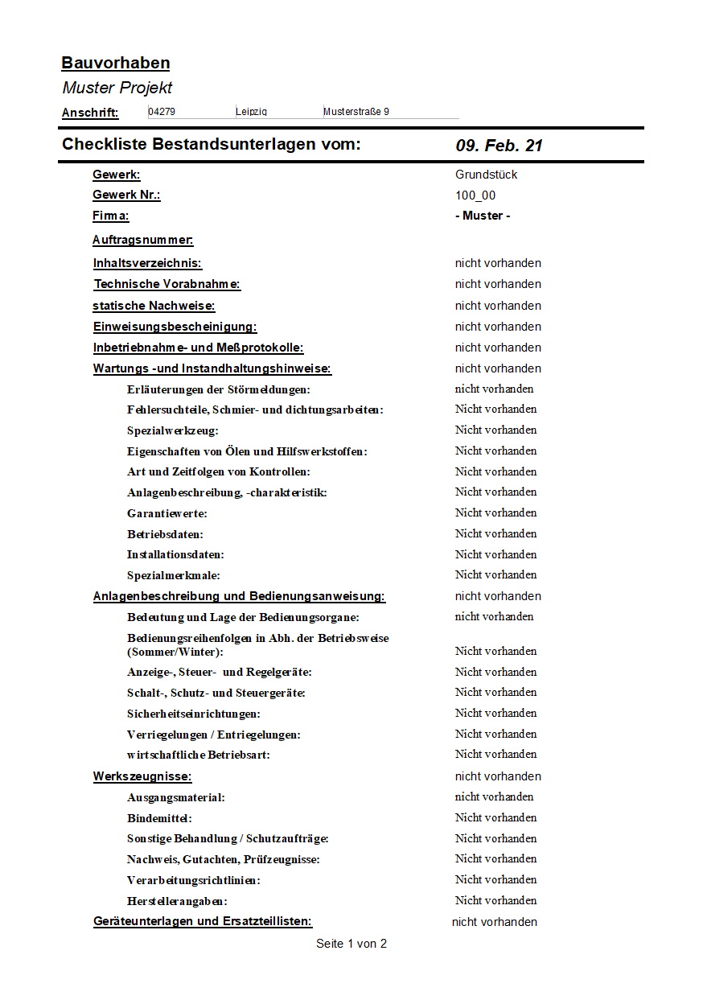 Bauvorhaben
Muster Projekt
Anschrift: 04279 Leipzig Musterstraße 9
Checkliste Bestandsunterlagen vom: 09. Feb. 21
Gewerk: Grundstück
Gewerk Nr.: 100_00
Firma: - Muster -
Auftragsnummer:
Inhaltsverzeichnis: nicht vorhanden
Technische Vorabnahme: nicht vorhanden
statische Nachweise: nicht vorhanden
Einweisungsbescheinigung: nicht vorhanden
Inbetriebnahme- und Meßprotokolle: nicht vorhanden
Wartungs -und Instandhaltungshinweise: nicht vorhanden
Erläuterungen der Störmeldungen: nicht vorhanden
Fehlersuchteile, Schmier- und dichtungsarbeiten: Nicht vorhanden
Spezialwerkzeug: Nicht vorhanden
Eigenschaften von Ölen und Hilfswerkstoffen: Nicht vorhanden
Art und Zeitfolgen von Kontrollen: Nicht vorhanden
Anlagenbeschreibung, -charakteristik: Nicht vorhanden
Garantiewerte: Nicht vorhanden
Betriebsdaten: Nicht vorhanden
Installationsdaten: Nicht vorhanden
Spezialmerkmale: Nicht vorhanden
Anlagenbeschreibung und Bedienungsanweisung: nicht vorhanden
Bedeutung und Lage der Bedienungsorgane: nicht vorhanden
Bedienungsreihenfolgen in Abh. der Betriebsweise
(Sommer/Winter): Nicht vorhanden
Anzeige-, Steuer- und Regelgeräte: Nicht vorhanden
Schalt-, Schutz- und Steuergeräte: Nicht vorhanden
Sicherheitseinrichtungen: Nicht vorhanden
Verriegelungen / Entriegelungen: Nicht vorhanden
wirtschaftliche Betriebsart: Nicht vorhanden
Werkszeugnisse: nicht vorhanden
Ausgangsmaterial: nicht vorhanden
Bindemittel: Nicht vorhanden
Sonstige Behandlung / Schutzaufträge: Nicht vorhanden
Nachweis, Gutachten, Prüfzeugnisse: Nicht vorhanden
Verarbeitungsrichtlinien: Nicht vorhanden
Herstellerangaben: Nicht vorhanden
Geräteunterlagen und Ersatzteillisten: nicht vorhanden
Seite 1 von 2